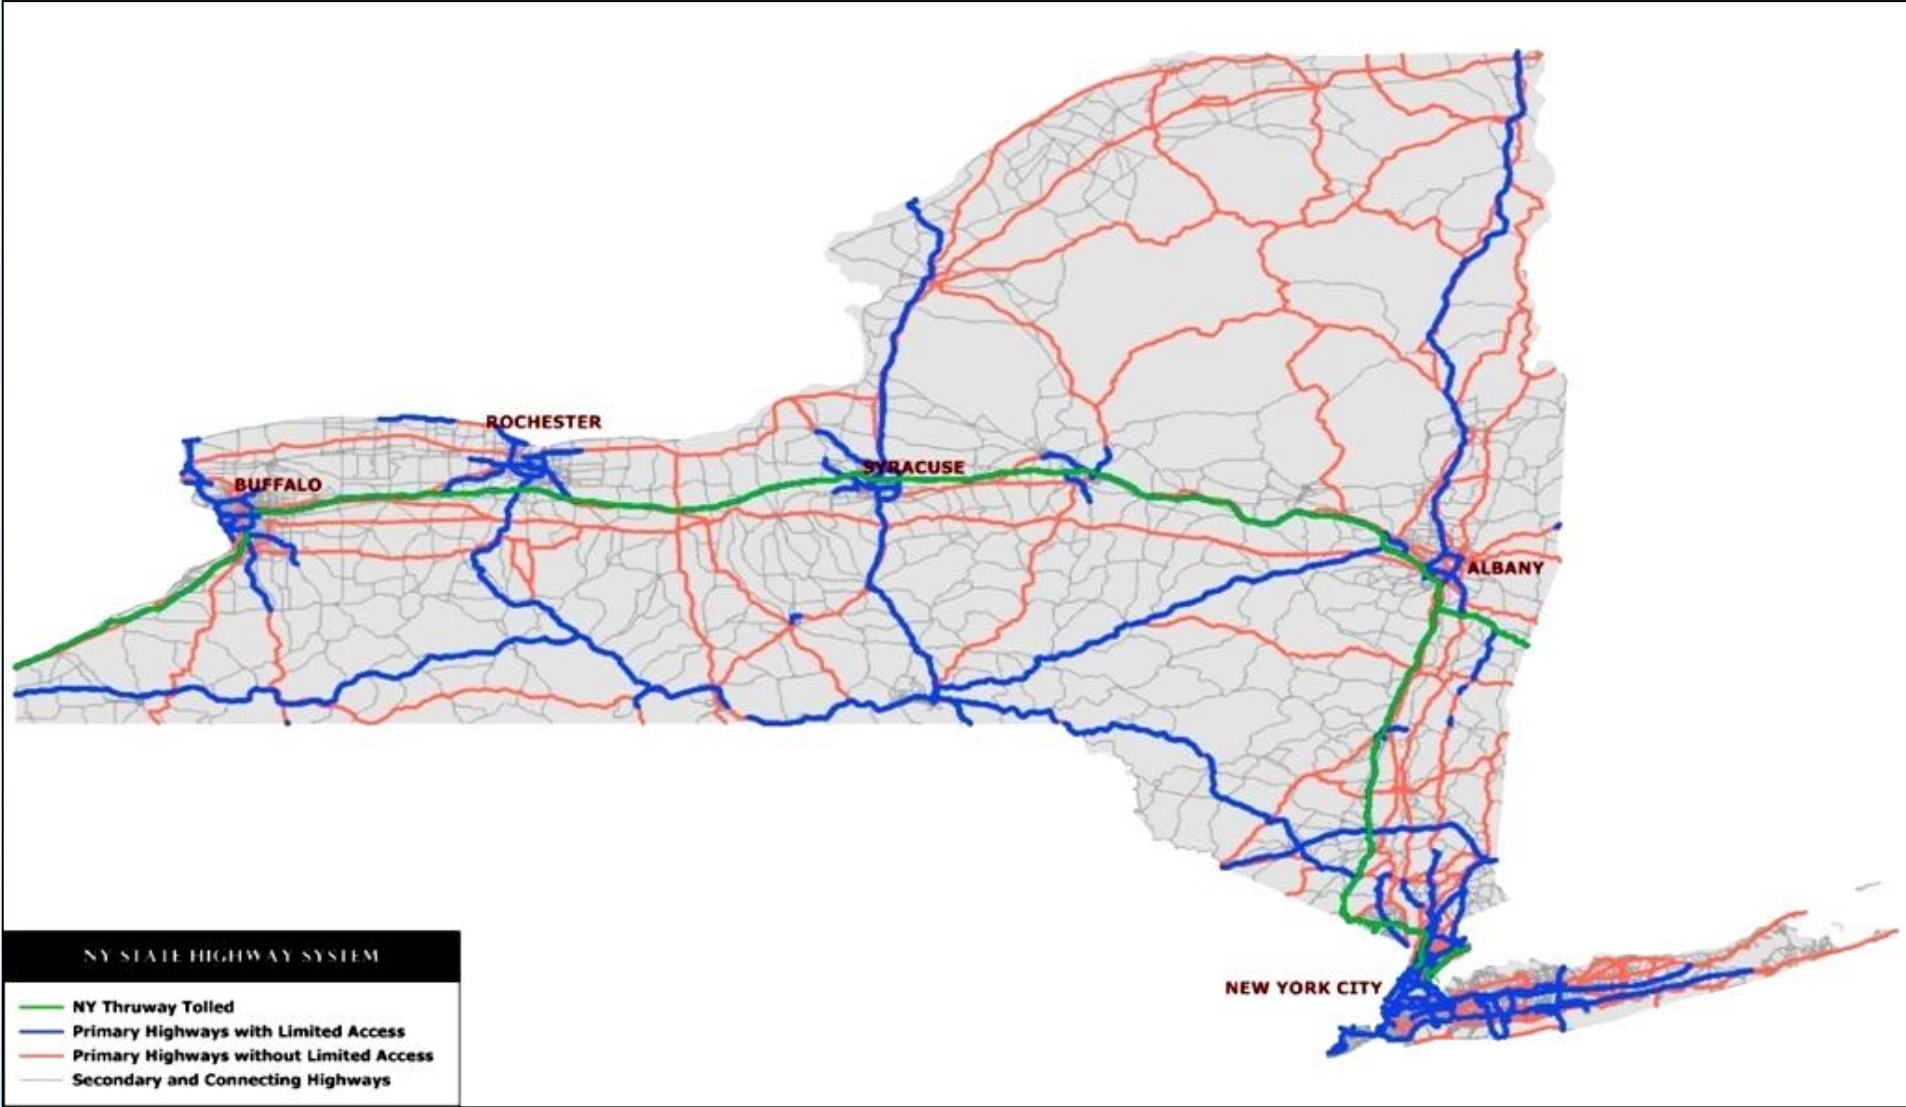 ROCHESTER
BUFFALO
SYRACUSE
ALBANY
NEW YORK CITY
NY STATE HIGHWAY SYSTEM
NY Thruway Tolled
Primary Highways with Limited Access
Primary Highways without Limited Access
Secondary and Connecting Highways